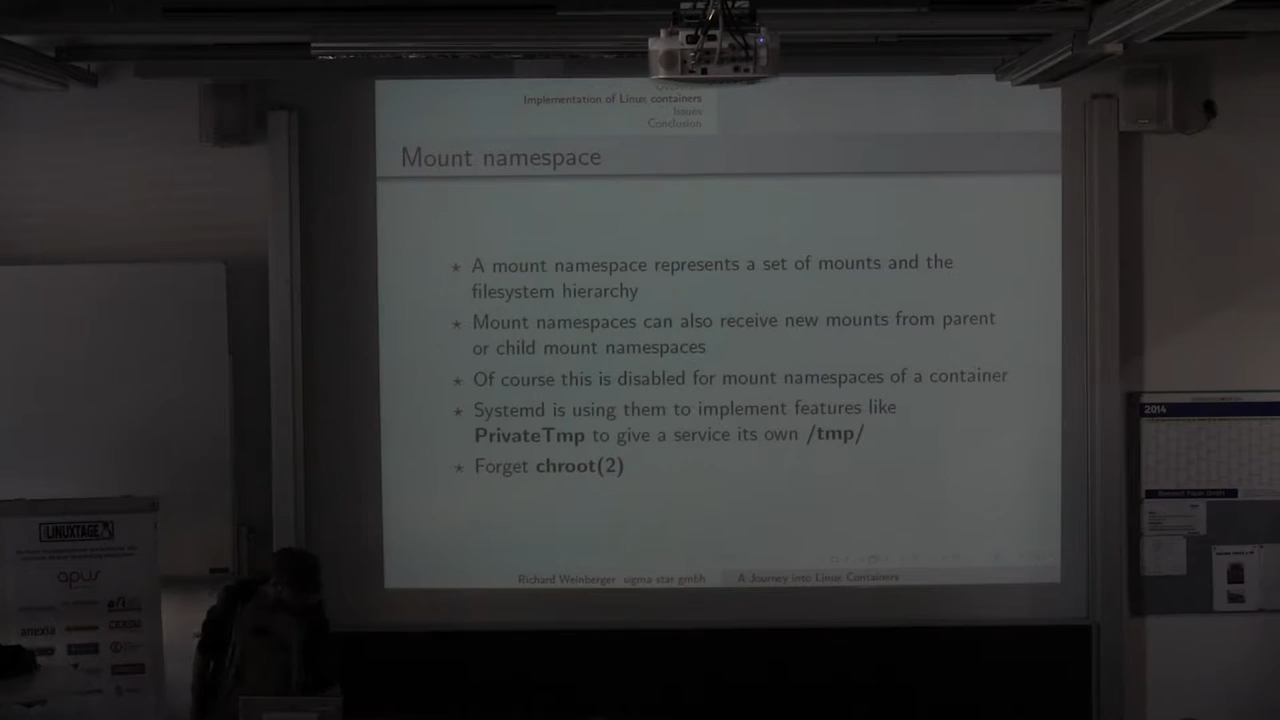 Implementation of Linux containers
Issues
Conclusion
Mount namespace
⋆ A mount namespace represents a set of mounts and the
filesystem hierarchy
⋆ Mount namespaces can also receive new mounts from parent
or child mount namespaces
⋆ Of course this is disabled for mount namespaces of a container
⋆ Systemd is using them to implement features like
PrivateTmp to give a service its own /tmp/
⋆ Forget chroot(2)
Richard Weinberger sigma star gmbh
A Journey into Linux Containers
2014
LINUXTAGE
apus
anexia